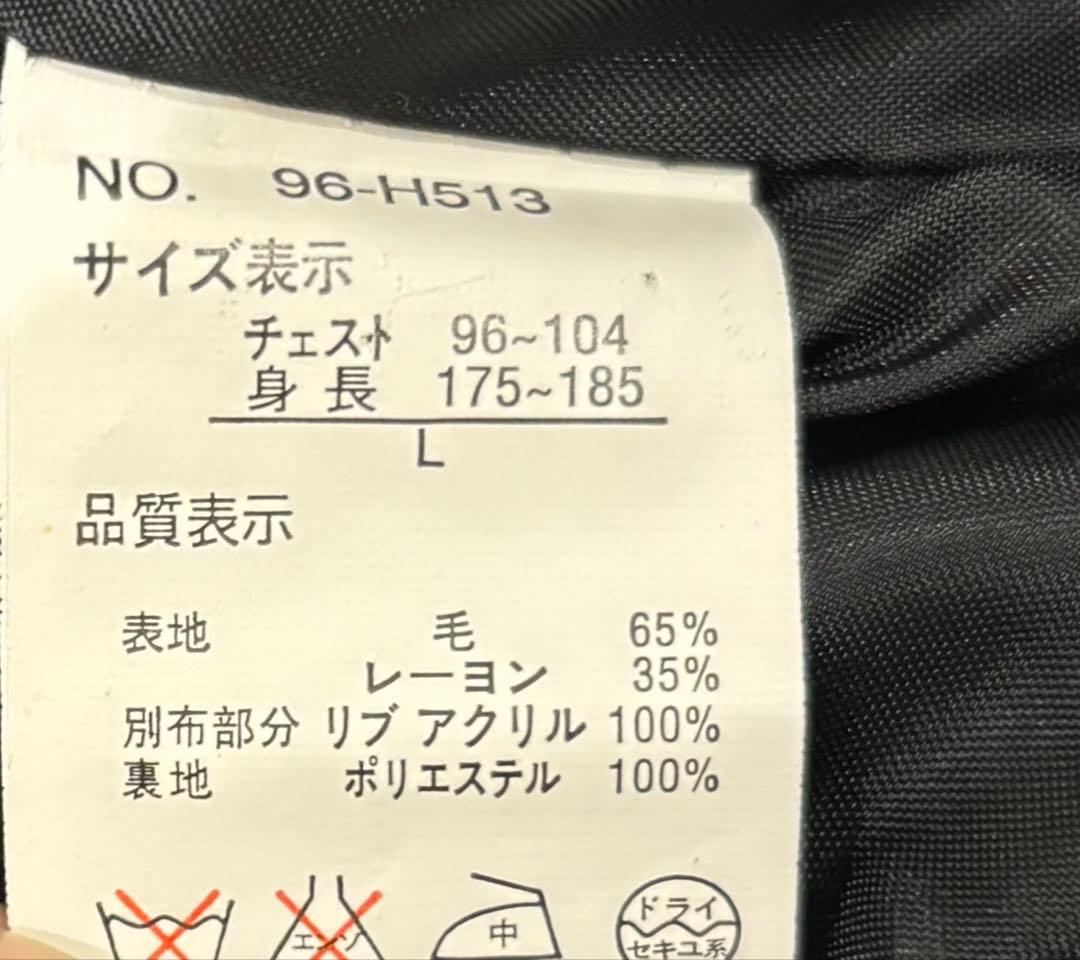 NO. 96-H513
サイズ表示
チェスト 96~104
身長 175~185
L
品質表示
表地 毛 65%
レーヨン 35%
別布部分 リブ アクリル 100%
裏地 ポリエステル 100%
エンソ
中
ドライ
セキユ系